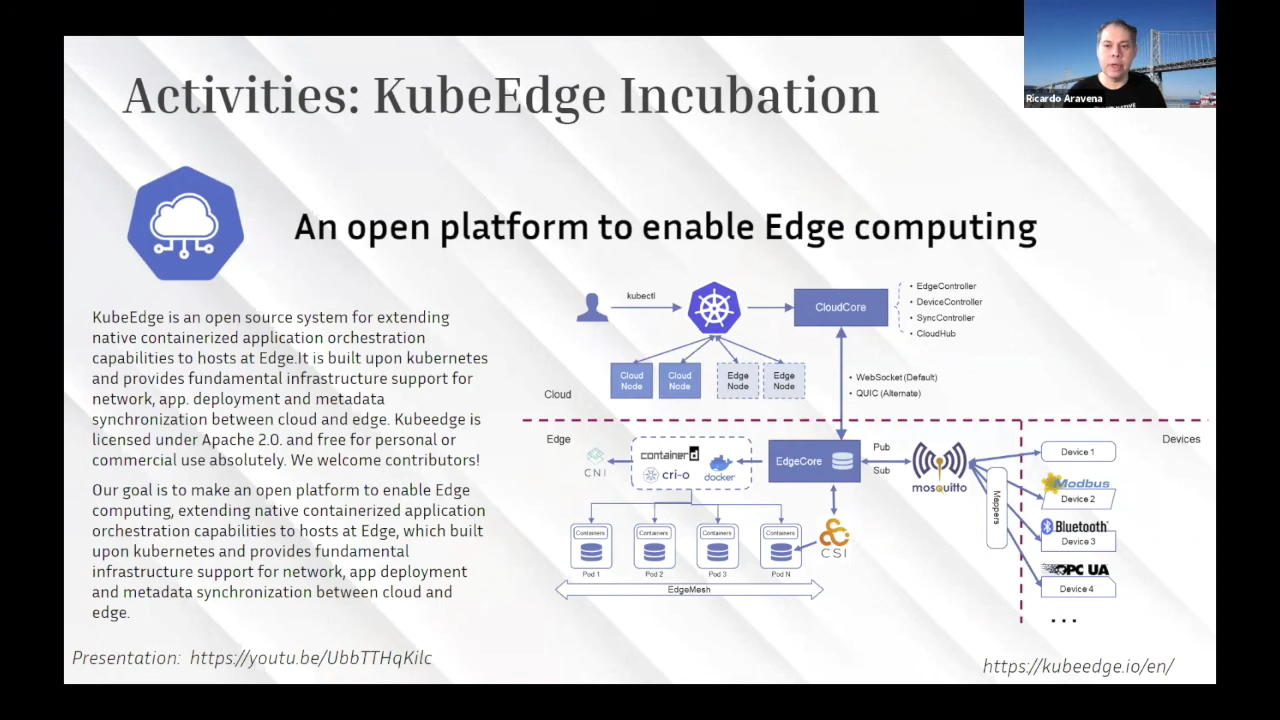 Activities: KubeEdge Incubation
Ricardo Aravena
An open platform to enable Edge computing
KubeEdge is an open source system for extending
native containerized application orchestration
capabilities to hosts at Edge.It is built upon kubernetes
and provides fundamental infrastructure support for
network, app. deployment and metadata
synchronization between cloud and edge. Kubeedge is
licensed under Apache 2.0. and free for personal or
commercial use absolutely. We welcome contributors!
Our goal is to make an open platform to enable Edge
computing, extending native containerized application
orchestration capabilities to hosts at Edge, which built
upon kubernetes and provides fundamental
infrastructure support for network, app deployment
and metadata synchronization between cloud and
edge.
kubectl
CloudCore
• EdgeController
• DeviceController
• SyncController
• CloudHub
Cloud
Node
Cloud
Node
Edge
Node
Edge
Node
• WebSocket (Default)
• QUIC (Alternate)
Cloud
Edge
Devices
CNI
containerd
cri-o
docker
EdgeCore
Pub
Sub
mosquitto
Mappers
Device 1
Modbus
Device 2
Bluetooth
Device 3
OPC UA
Device 4
...
Containers
Containers
Containers
Containers
Pod 1
Pod 2
Pod 3
Pod N
CSI
EdgeMesh
Presentation: https://youtu.be/UbbTTHqKilc
https://kubeedge.io/en/